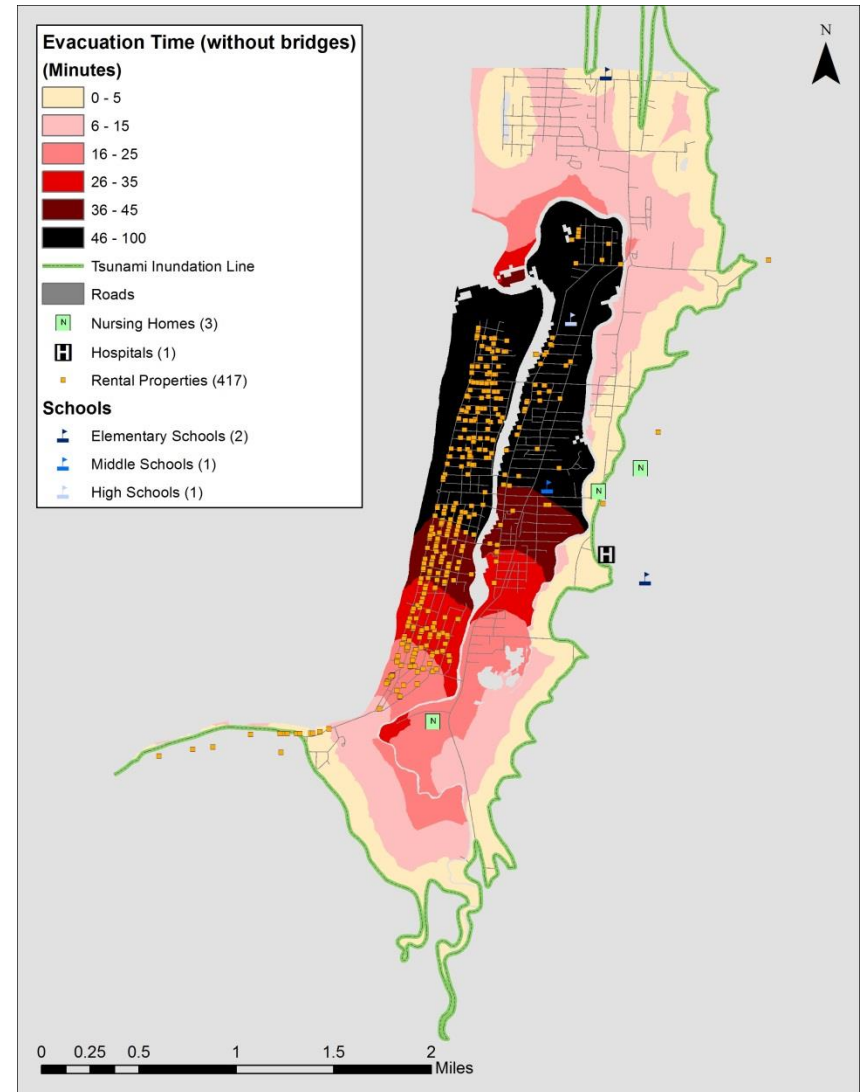 Evacuation Time (without bridges)
(Minutes)
0 - 5
6 - 15
16 - 25
26 - 35
36 - 45
46 - 100
Tsunami Inundation Line
Roads
N Nursing Homes (3)
H Hospitals (1)
Rental Properties (417)
Schools
Elementary Schools (2)
Middle Schools (1)
High Schools (1)
N
N
N
H
N
0 0.25 0.5 1 1.5 2
Miles